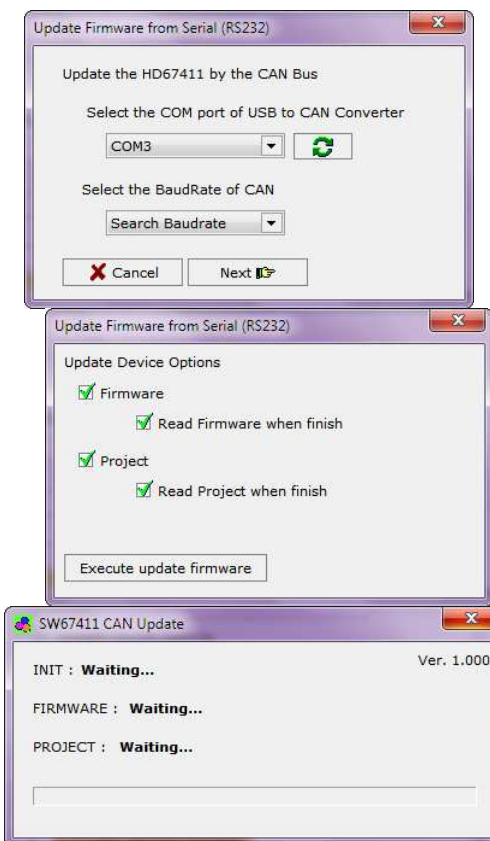 Update Firmware from Serial (RS232)
Update the HD67411 by the CAN Bus
Select the COM port of USB to CAN Converter
COM3
Select the BaudRate of CAN
Search Baudrate
Cancel
Next
Update Firmware from Serial (RS232)
Update Device Options
Firmware
Read Firmware when finish
Project
Read Project when finish
Execute update firmware
SW67411 CAN Update
Ver. 1.000
INIT : Waiting...
FIRMWARE : Waiting...
PROJECT : Waiting...